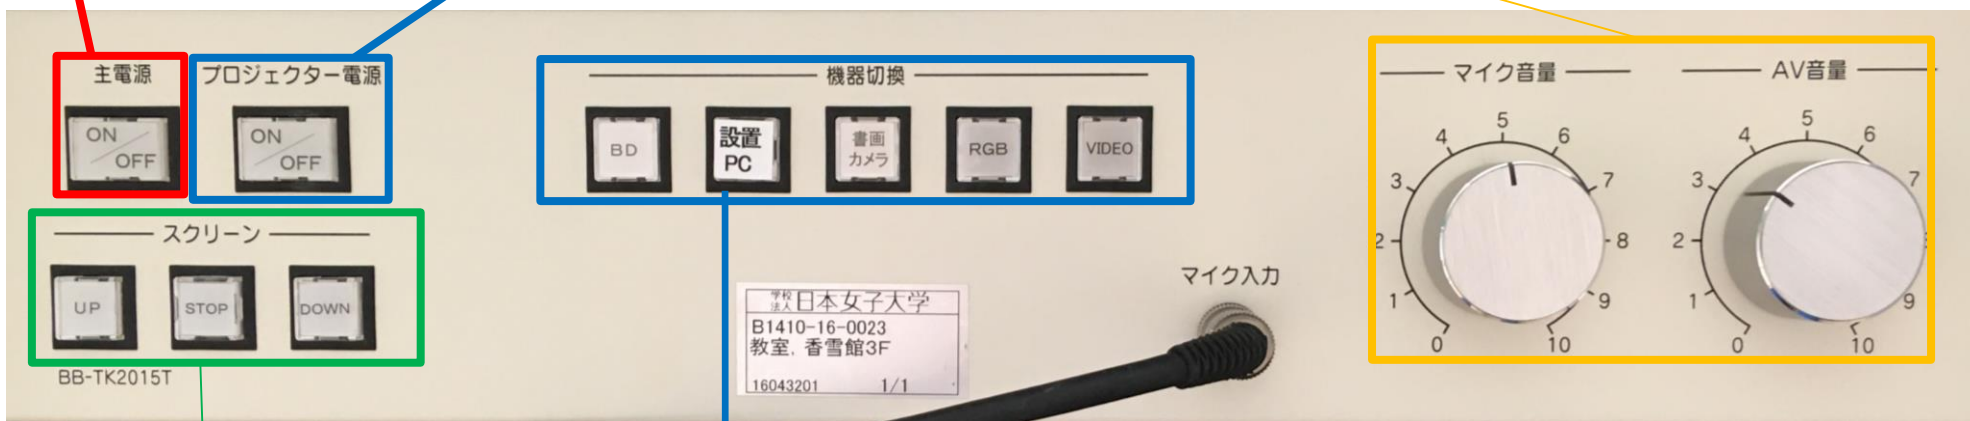 主電源
ON
OFF
プロジェクター電源
ON
OFF
機器切換
BD
設置
PC
書画
カメラ
RGB
VIDEO
マイク音量
0
1
2
3
4
5
6
7
8
9
10
AV音量
0
1
2
3
4
5
6
7
9
10
スクリーン
UP
STOP
DOWN
BB-TK2015T
学校
法人 日本女子大学
B1410-16-0023
教室, 香雪館3F
16043201 1/1
マイク入力